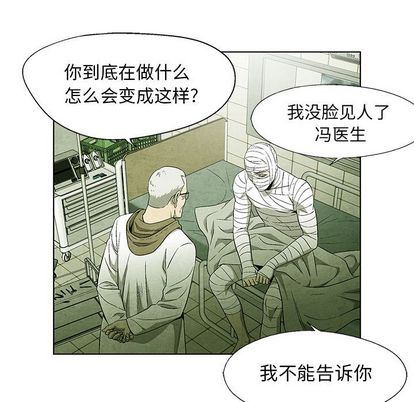 你到底在做什么
怎么会变成这样?
我没脸见人了
冯医生
我不能告诉你